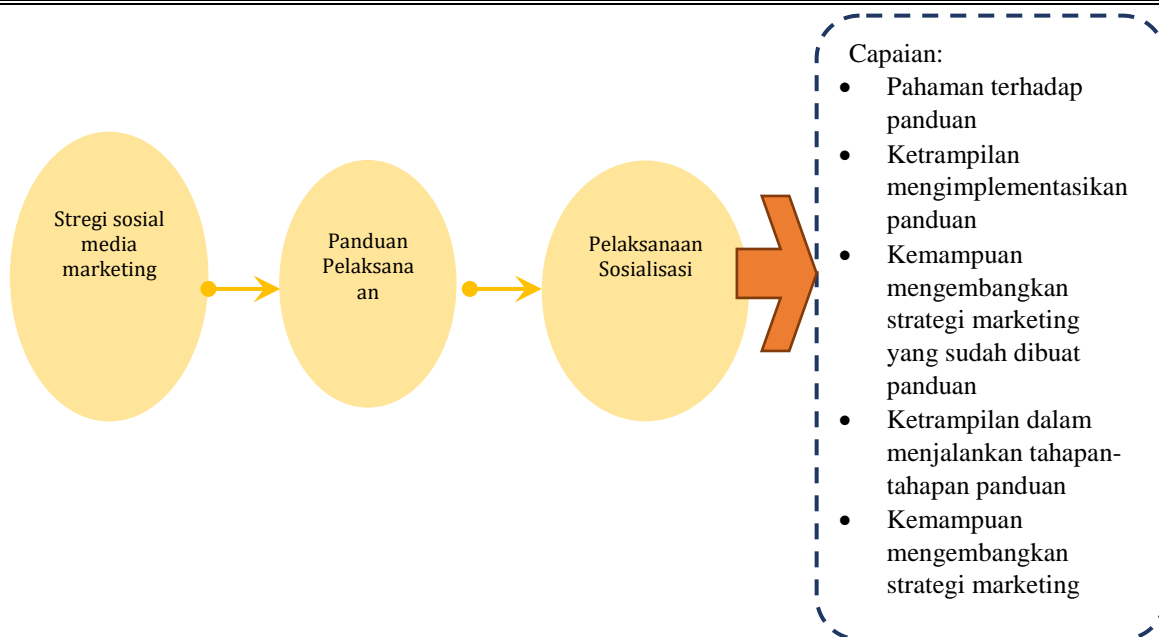 Stregi sosial
media
marketing
Panduan
Pelaksana
an
Pelaksanaan
Sosialisasi
Capaian:
• Pahaman terhadap
panduan
• Ketrampilan
mengimplementasikan
panduan
• Kemampuan
mengembangkan
strategi marketing
yang sudah dibuat
panduan
• Ketrampilan dalam
menjalankan tahapan-
tahapan panduan
• Kemampuan
mengembangkan
strategi marketing